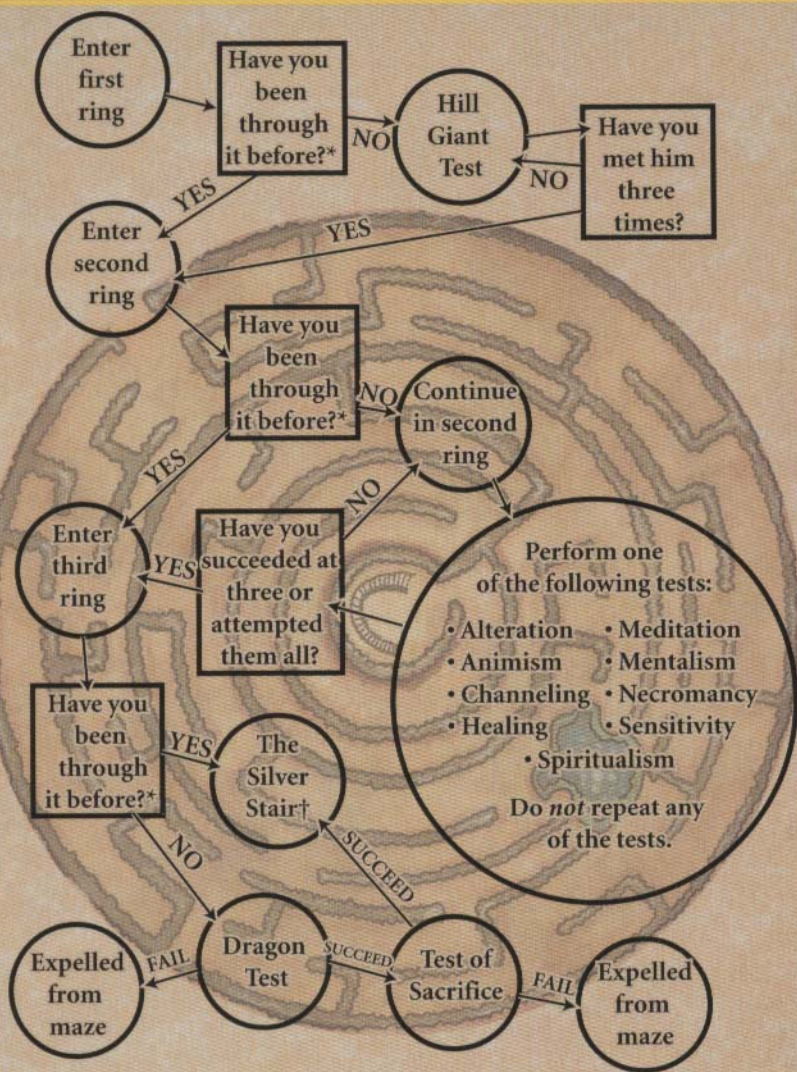 Enter
first
ring
Have you
been
through
it before?*
NO
Hill
Giant
Test
Have you
met him
three
times?
NO
YES
YES
Enter
second
ring
Have you
been
through
it before?*
NO
Continue
in second
ring
YES
NO
Enter
third
ring
YES
Have you
succeeded at
three or
attempted
them all?
Perform one
of the following tests:
• Alteration • Meditation
• Animism • Mentalism
• Channeling • Necromancy
• Healing • Sensitivity
• Spiritualism
Do not repeat any
of the tests.
Have you
been
through
it before?*
YES
The
Silver
Stair†
NO
SUCCEED
Expelled
from
maze
FAIL
Dragon
Test
SUCCEED
Test of
Sacrifice
FAIL
Expelled
from
maze